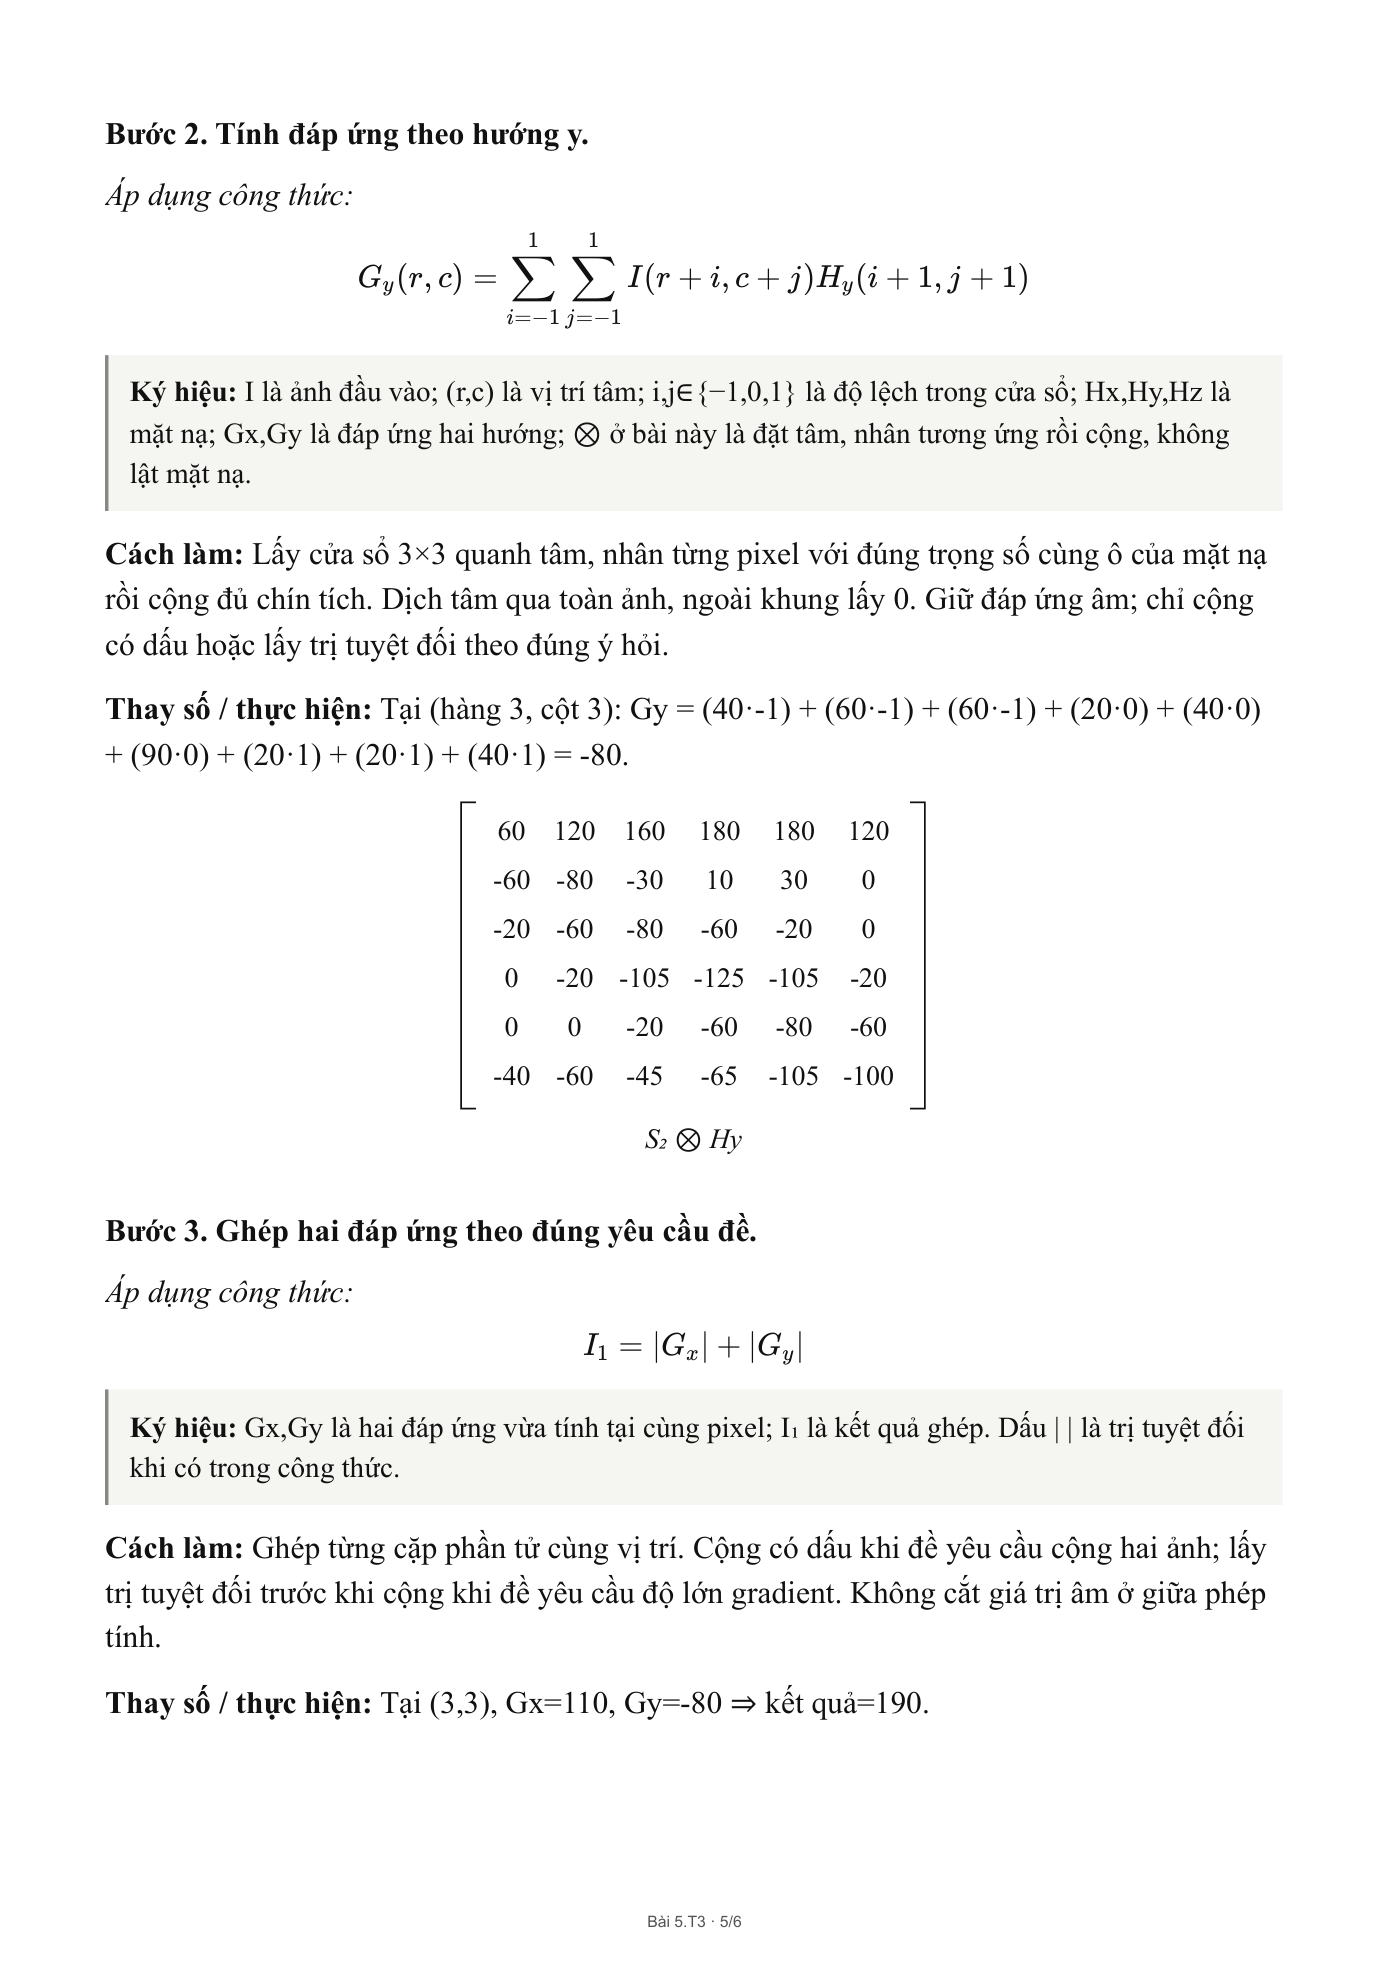 Bước 2. Tính đáp ứng theo hướng y.
Áp dụng công thức:
G_y(r, c) = \sum_{i=-1}^{1} \sum_{j=-1}^{1} I(r + i, c + j)H_y(i + 1, j + 1)
Ký hiệu: I là ảnh đầu vào; (r,c) là vị trí tâm; i,j∈{−1,0,1} là độ lệch trong cửa sổ; Hx,Hy,Hz là
mặt nạ; Gx,Gy là đáp ứng hai hướng; ⊗ ở bài này là đặt tâm, nhân tương ứng rồi cộng, không
lật mặt nạ.
Cách làm: Lấy cửa sổ 3×3 quanh tâm, nhân từng pixel với đúng trọng số cùng ô của mặt nạ
rồi cộng đủ chín tích. Dịch tâm qua toàn ảnh, ngoài khung lấy 0. Giữ đáp ứng âm; chỉ cộng
có dấu hoặc lấy trị tuyệt đối theo đúng ý hỏi.
Thay số / thực hiện: Tại (hàng 3, cột 3): Gy = (40·-1) + (60·-1) + (60·-1) + (20·0) + (40·0)
+ (90·0) + (20·1) + (20·1) + (40·1) = -80.
60 120 160 180 180 120
-60 -80 -30 10 30 0
-20 -60 -80 -60 -20 0
0 -20 -105 -125 -105 -20
0 0 -20 -60 -80 -60
-40 -60 -45 -65 -105 -100
S₂ ⊗ Hy
Bước 3. Ghép hai đáp ứng theo đúng yêu cầu đề.
Áp dụng công thức:
I₁ = |G_x| + |G_y|
Ký hiệu: Gx,Gy là hai đáp ứng vừa tính tại cùng pixel; I₁ là kết quả ghép. Dấu | | là trị tuyệt đối
khi có trong công thức.
Cách làm: Ghép từng cặp phần tử cùng vị trí. Cộng có dấu khi đề yêu cầu cộng hai ảnh; lấy
trị tuyệt đối trước khi cộng khi đề yêu cầu độ lớn gradient. Không cắt giá trị âm ở giữa phép
tính.
Thay số / thực hiện: Tại (3,3), Gx=110, Gy=-80 ⇒ kết quả=190.
Bài 5.T3 · 5/6